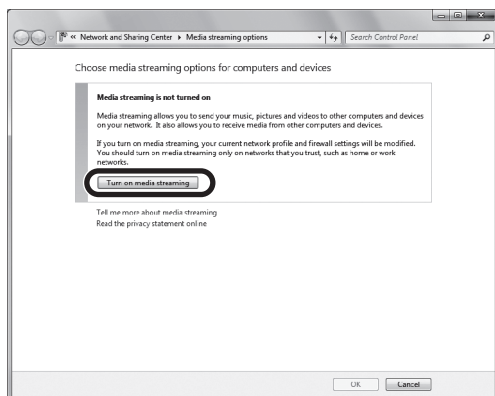 « Network and Sharing Center ▸ Media streaming options
Search Control Panel
Choose media streaming options for computers and devices
Media streaming is not turned on
Media streaming allows you to send your music, pictures and videos to other computers and devices
on your network. It also allows you to receive media from other computers and devices.
If you turn on media streaming, your current network profile and firewall settings will be modified.
You should turn on media streaming only on networks that you trust, such as home or work
networks.
Turn on media streaming
Tell me more about media streaming
Read the privacy statement online
OK
Cancel